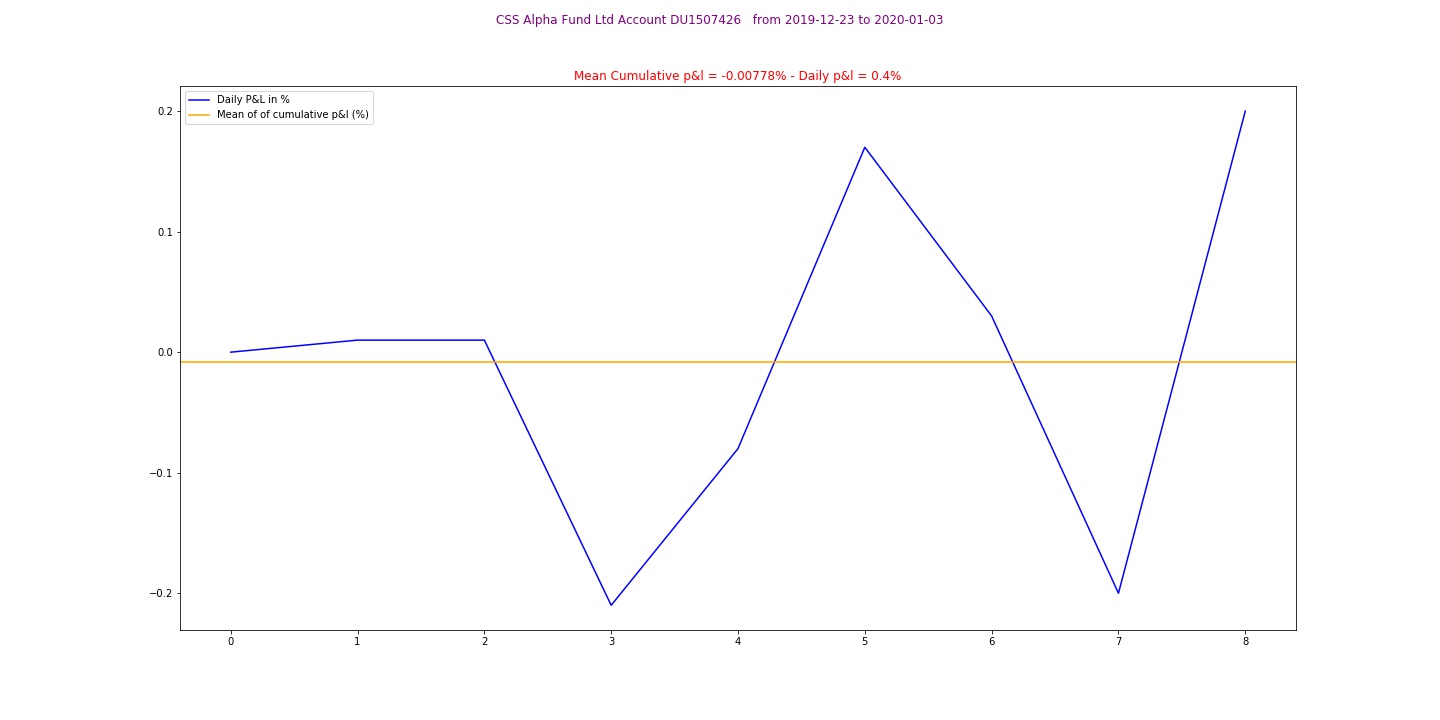 CSS Alpha Fund Ltd Account DU1507426   from 2019-12-23 to 2020-01-03
Mean Cumulative p&l = -0.00778% - Daily p&l = 0.4%
Daily P&L in %
Mean of of cumulative p&l (%)
0.2
0.1
0.0
−0.1
−0.2
0 1 2 3 4 5 6 7 8